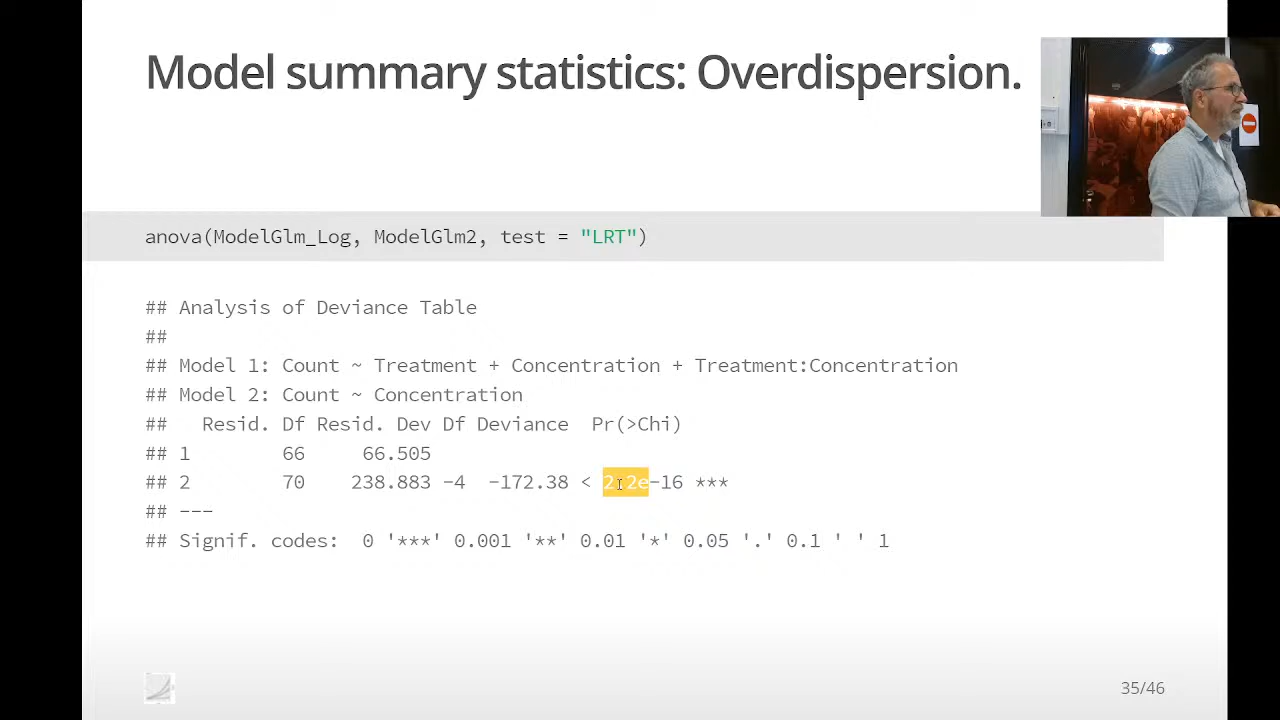 Model summary statistics: Overdispersion.
anova(ModelGlm_Log, ModelGlm2, test = "LRT")
## Analysis of Deviance Table
##
## Model 1: Count ~ Treatment + Concentration + Treatment:Concentration
## Model 2: Count ~ Concentration
## Resid. Df Resid. Dev Df Deviance Pr(>Chi)
## 1 66 66.505
## 2 70 238.883 -4 -172.38 < 2.2e-16 ***
## ---
## Signif. codes: 0 '***' 0.001 '**' 0.01 '*' 0.05 '.' 0.1 ' ' 1
35/46